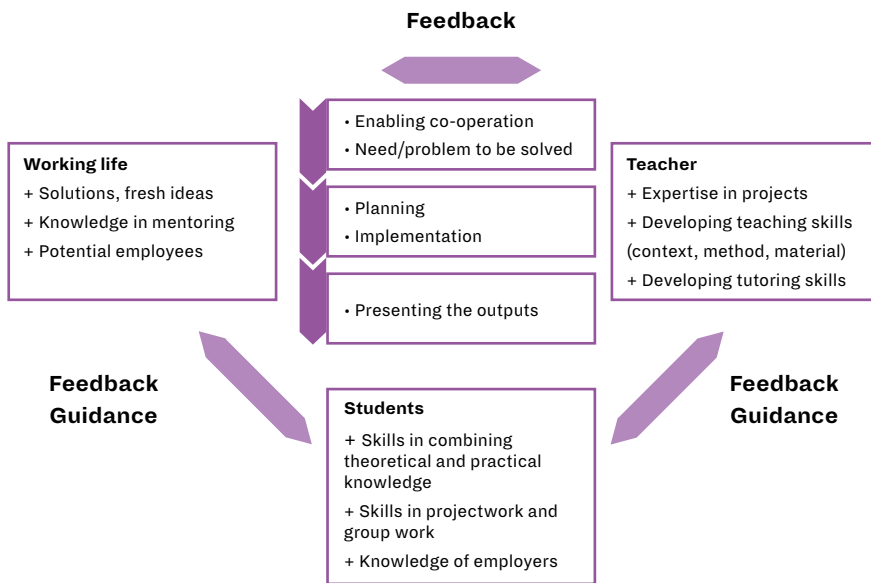 Feedback
• Enabling co-operation
• Need/problem to be solved
Working life
+ Solutions, fresh ideas
+ Knowledge in mentoring
+ Potential employees
• Planning
• Implementation
• Presenting the outputs
Teacher
+ Expertise in projects
+ Developing teaching skills
(context, method, material)
+ Developing tutoring skills
Feedback
Guidance
Students
+ Skills in combining
theoretical and practical
knowledge
+ Skills in projectwork and
group work
+ Knowledge of employers
Feedback
Guidance